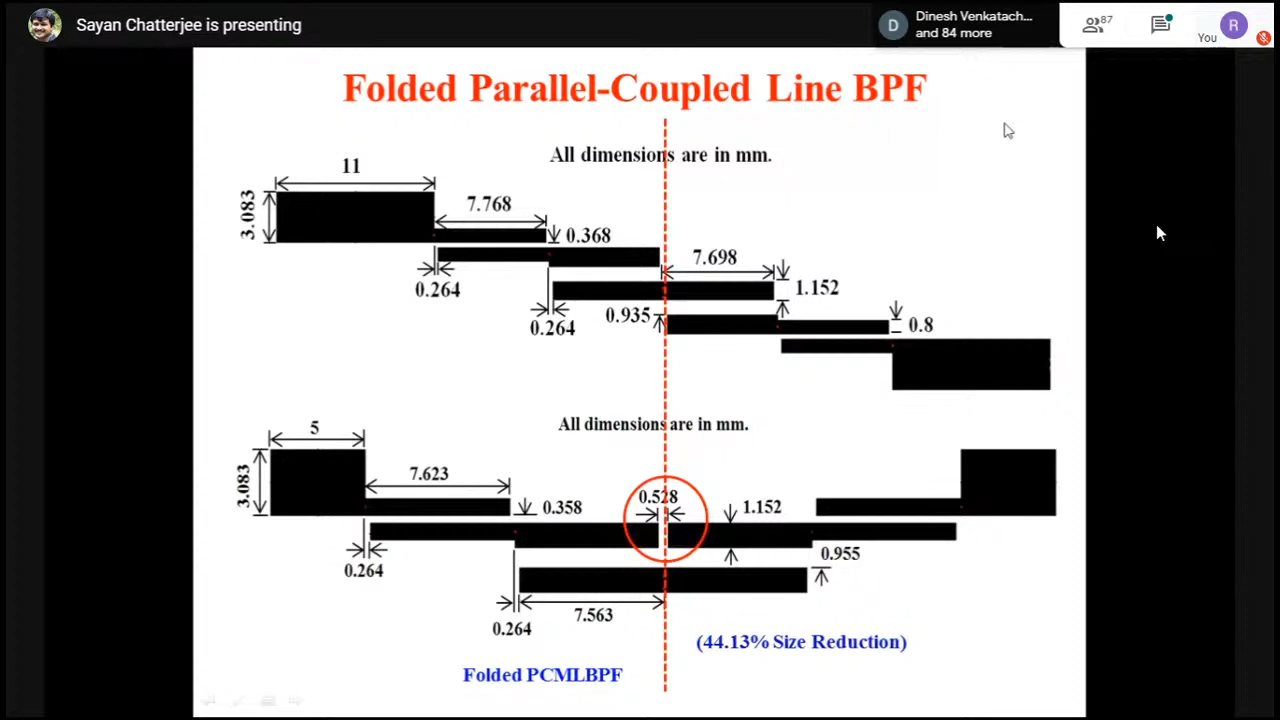 Sayan Chatterjee is presenting
D
Dinesh Venkatach...
and 84 more
87
You
R
Folded Parallel-Coupled Line BPF
All dimensions are in mm.
11
3.083
7.768
0.368
0.264
7.698
1.152
0.264
0.935
0.8
All dimensions are in mm.
5
3.083
7.623
0.358
0.528
1.152
0.264
0.955
7.563
0.264
(44.13% Size Reduction)
Folded PCMLBPF